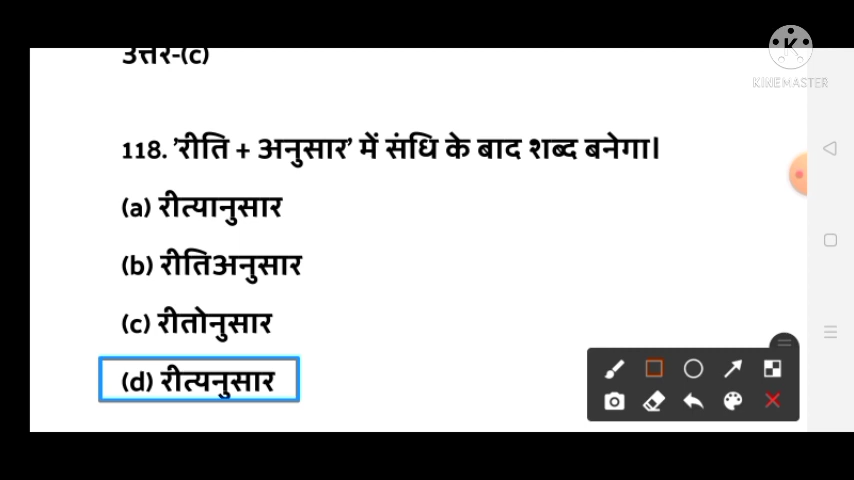 उत्तर-(c)
KINEMASTER
118. ’रीति + अनुसार’ में संधि के बाद शब्द बनेगा।
(a) रीत्यानुसार
(b) रीतिअनुसार
(c) रीतोनुसार
(d) रीत्यनुसार